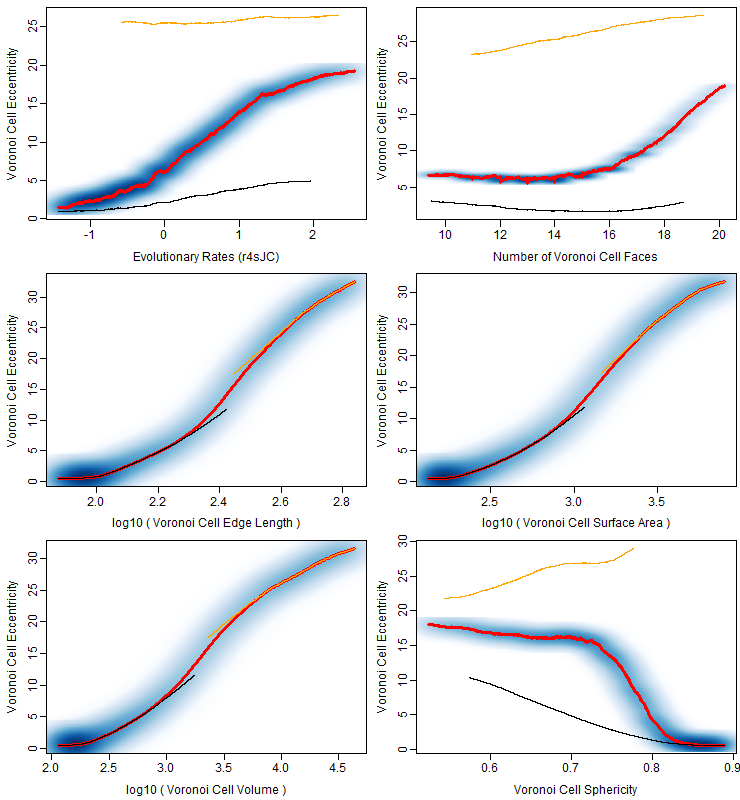 Voronoi Cell Eccentricity
0 5 10 15 20 25
-1 0 1 2
Evolutionary Rates (r4sJC)
Voronoi Cell Eccentricity
5 10 15 20 25
10 12 14 16 18 20
Number of Voronoi Cell Faces
Voronoi Cell Eccentricity
0 5 10 15 20 25 30
2.0 2.2 2.4 2.6 2.8
log10 ( Voronoi Cell Edge Length )
Voronoi Cell Eccentricity
0 5 10 15 20 25 30
2.5 3.0 3.5
log10 ( Voronoi Cell Surface Area )
Voronoi Cell Eccentricity
0 5 10 15 20 25 30
2.0 2.5 3.0 3.5 4.0 4.5
log10 ( Voronoi Cell Volume )
Voronoi Cell Eccentricity
0 5 10 15 20 25 30
0.6 0.7 0.8 0.9
Voronoi Cell Sphericity